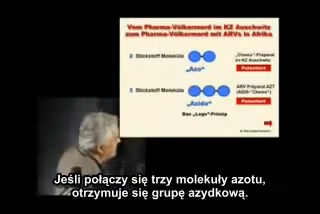 Vom Pharma-Völkermord im KZ Auschwitz
zum Pharma-Völkermord mit ARVs in Afrika
2 Stickstoff Moleküle
„Azo“
„Chemo“-Präparat
im KZ Auschwitz
Patentiert
3 Stickstoff Moleküle
„Azido“
ARV Präparat AZT
(AIDS-"Chemo")
Patentiert
Das „Lego“-Prinzip
Jeśli połączy się trzy molekuły azotu,
otrzymuje się grupę azydkową.